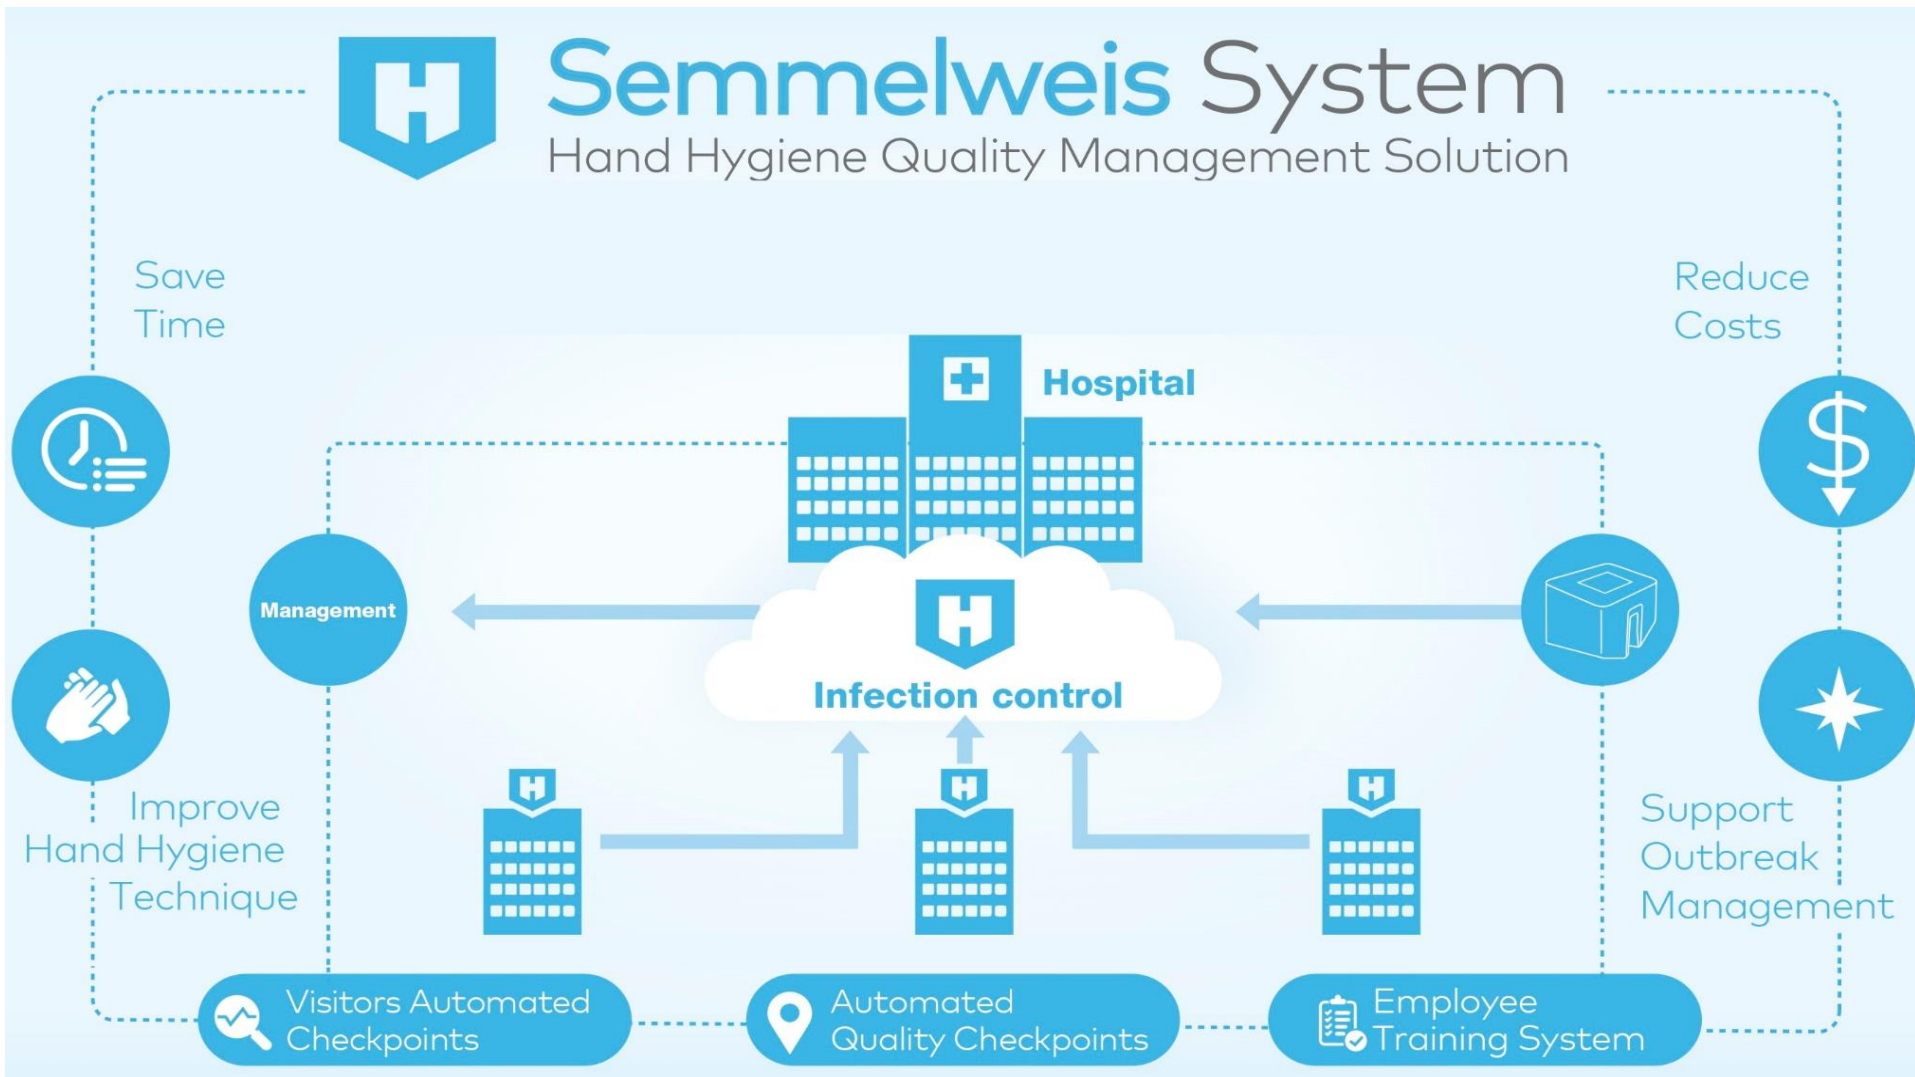 Semmelweis System
Hand Hygiene Quality Management Solution
Save
Time
Reduce
Costs
Hospital
Management
Infection control
Improve
Hand Hygiene
Technique
Support
Outbreak
Management
Visitors Automated
Checkpoints
Automated
Quality Checkpoints
Employee
Training System